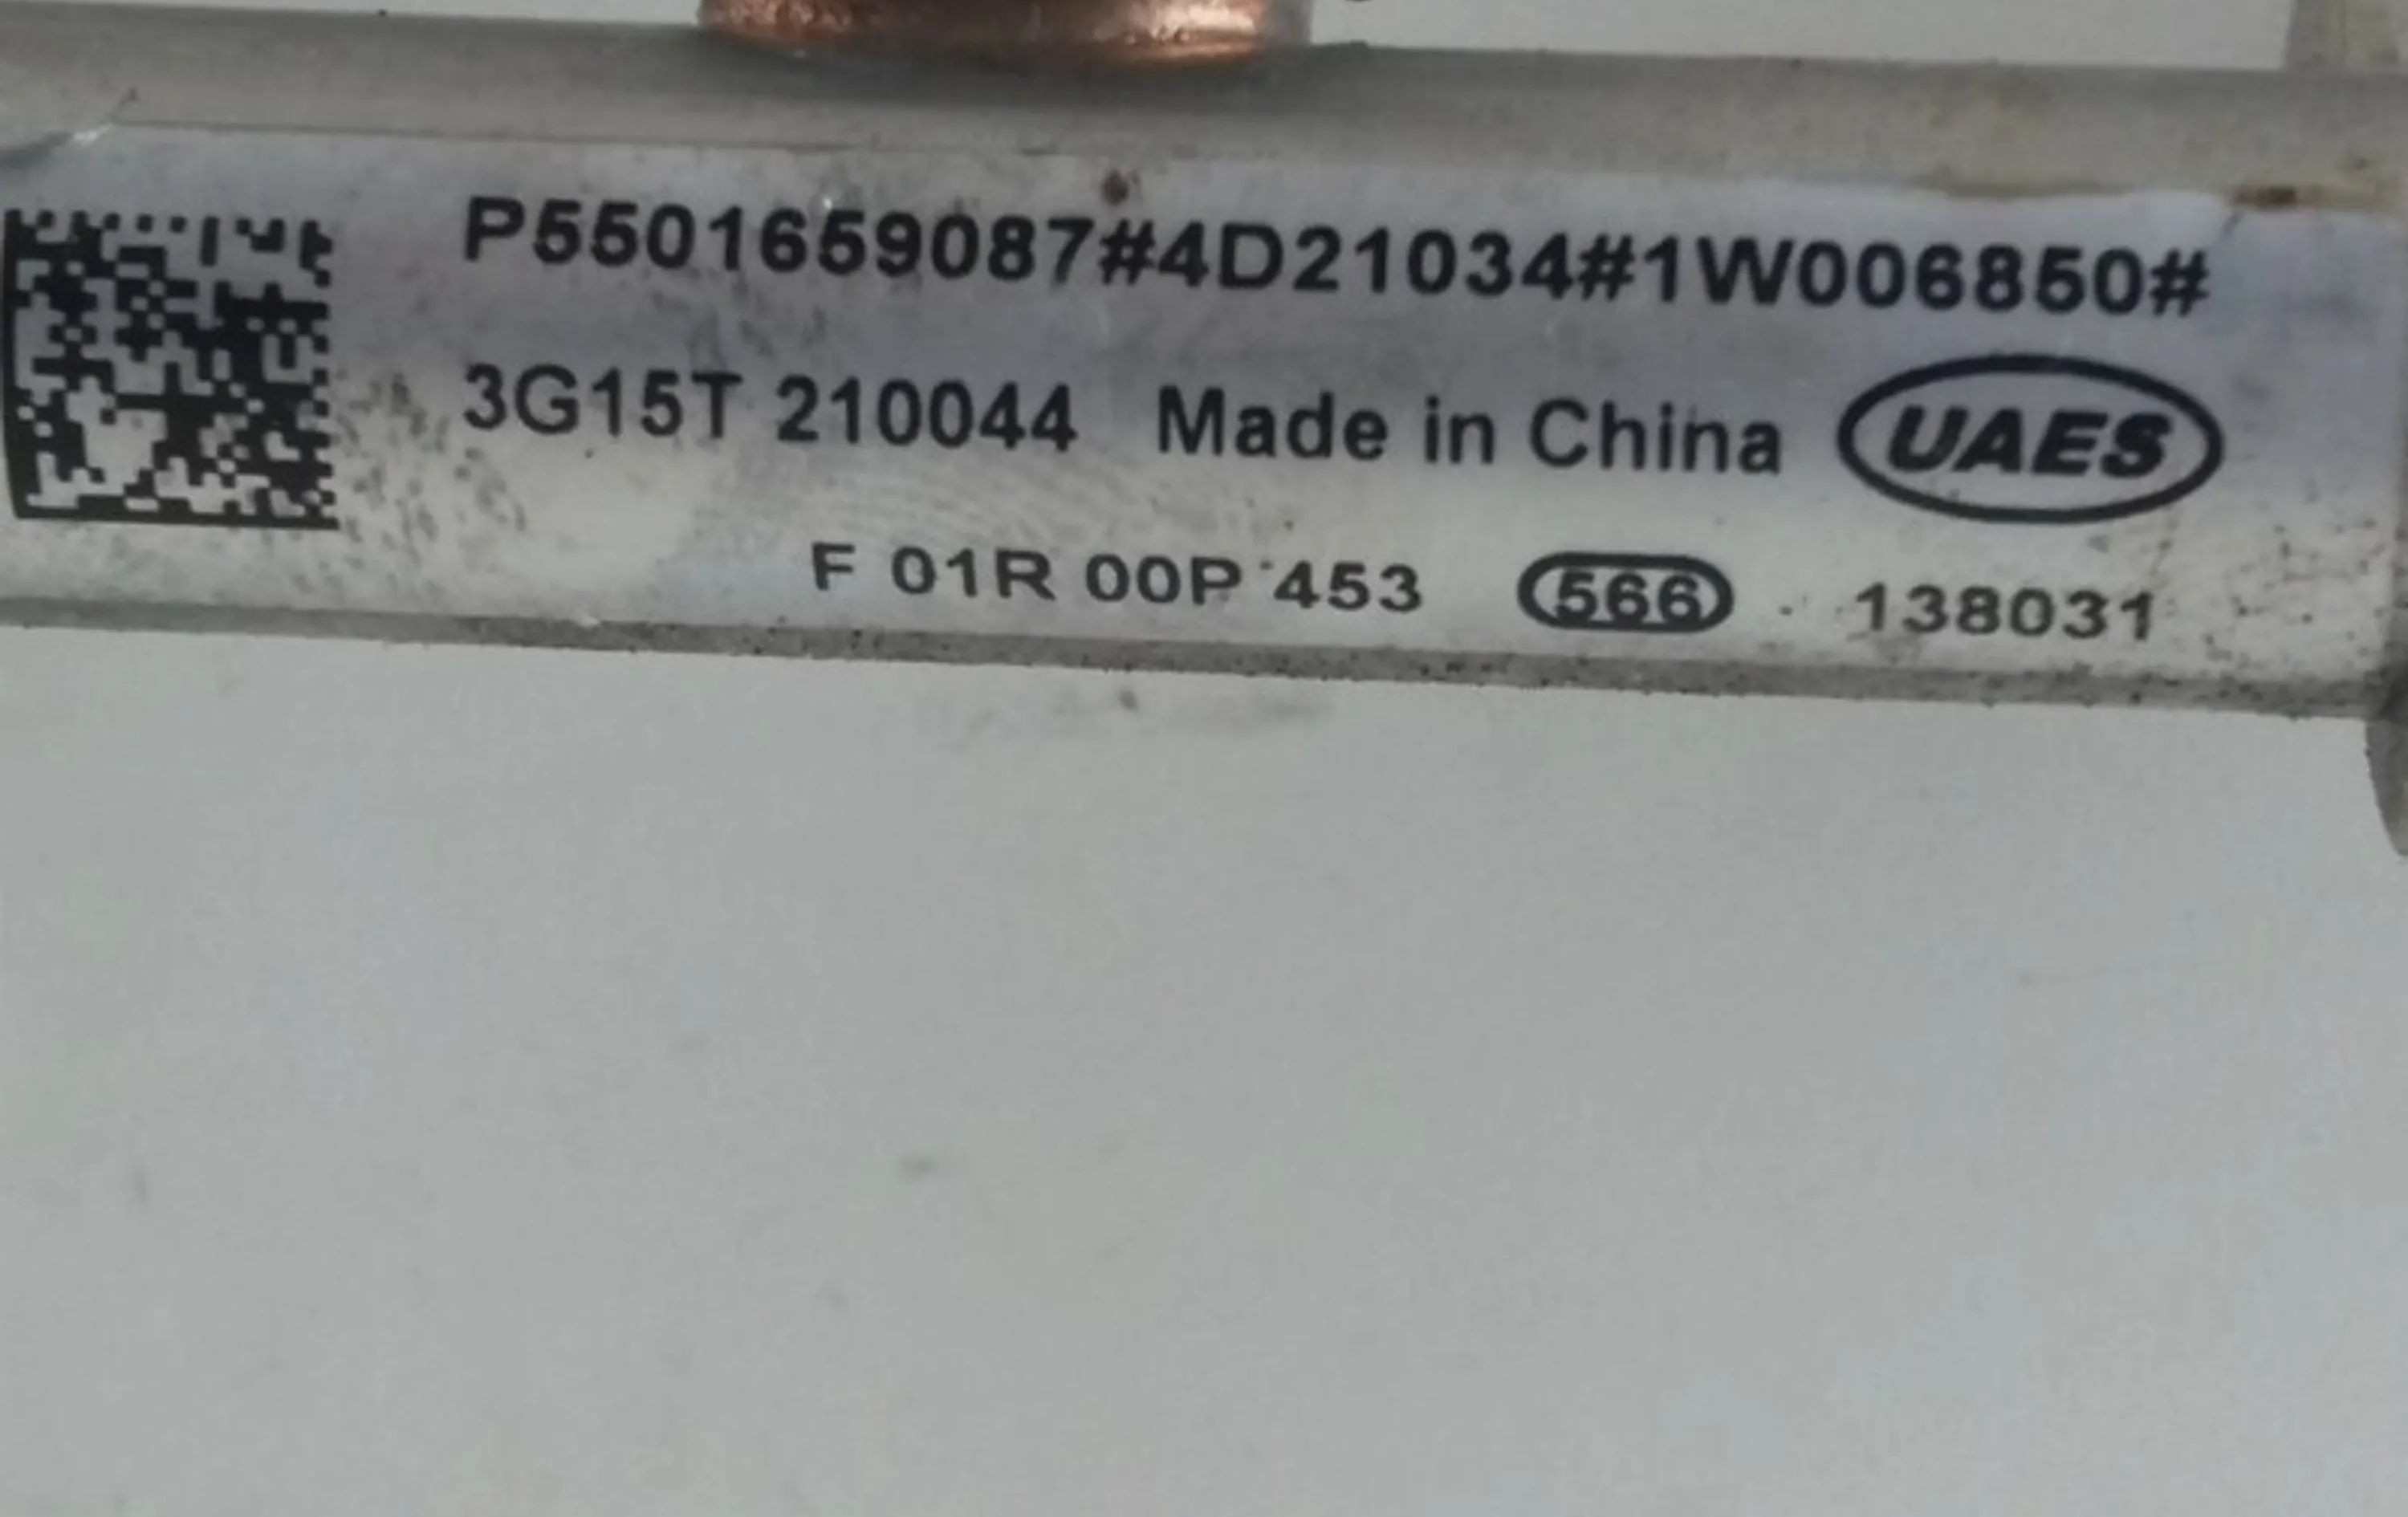 P5501659087#4D21034#1W006850#
3G15T 210044 Made in China UAES
F 01R 00P 453 566 138031